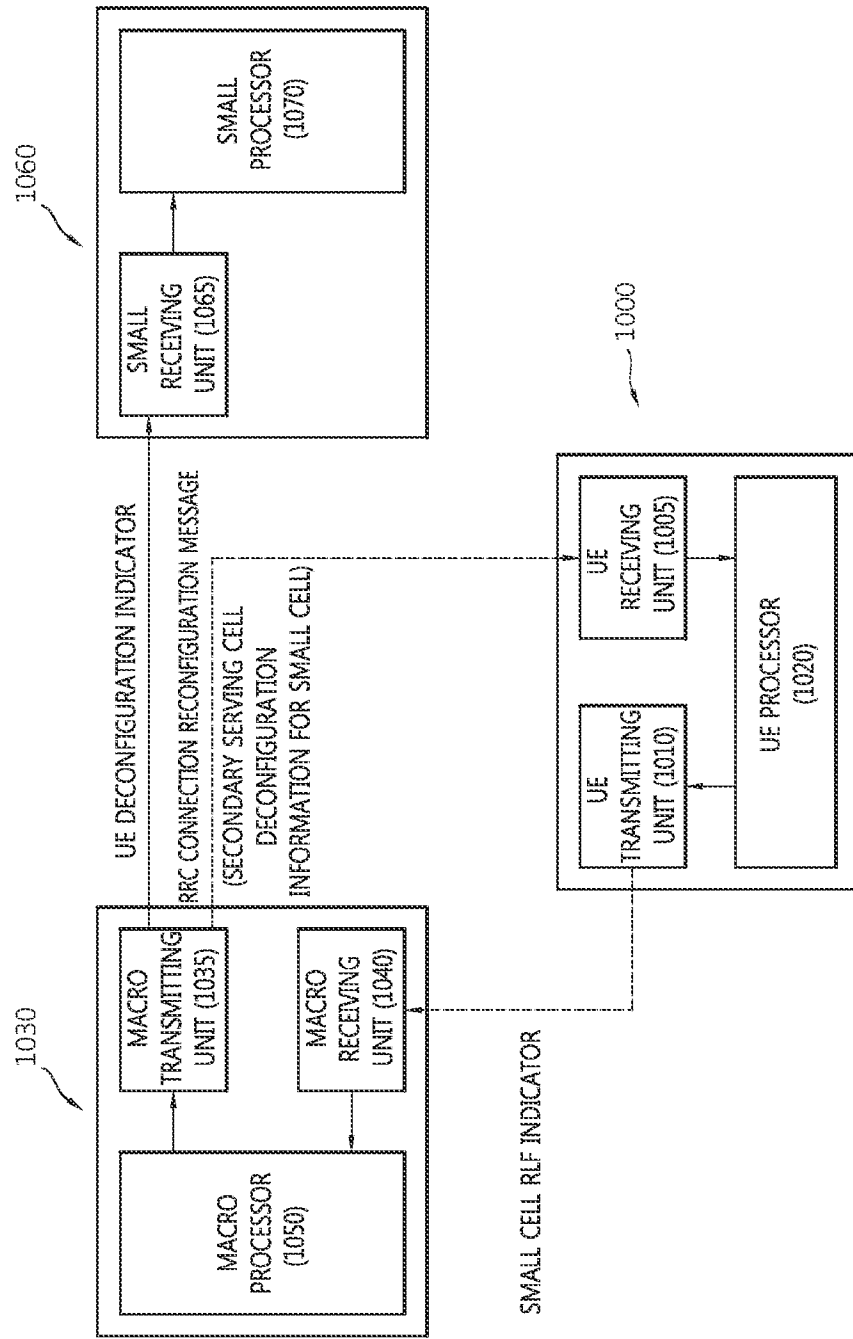 1030
MACRO
PROCESSOR
(1050)
MACRO
TRANSMITTING
UNIT (1035)
MACRO
RECEIVING
UNIT (1040)
UE DECONFIGURATION INDICATOR
RRC CONNECTION RECONFIGURATION MESSAGE
(SECONDARY SERVING CELL
DECONFIGURATION
INFORMATION FOR SMALL CELL)
1060
SMALL
RECEIVING
UNIT (1065)
SMALL
PROCESSOR
(1070)
SMALL CELL RLF INDICATOR
1000
UE
TRANSMITTING
UNIT (1010)
UE
RECEIVING
UNIT (1005)
UE PROCESSOR
(1020)